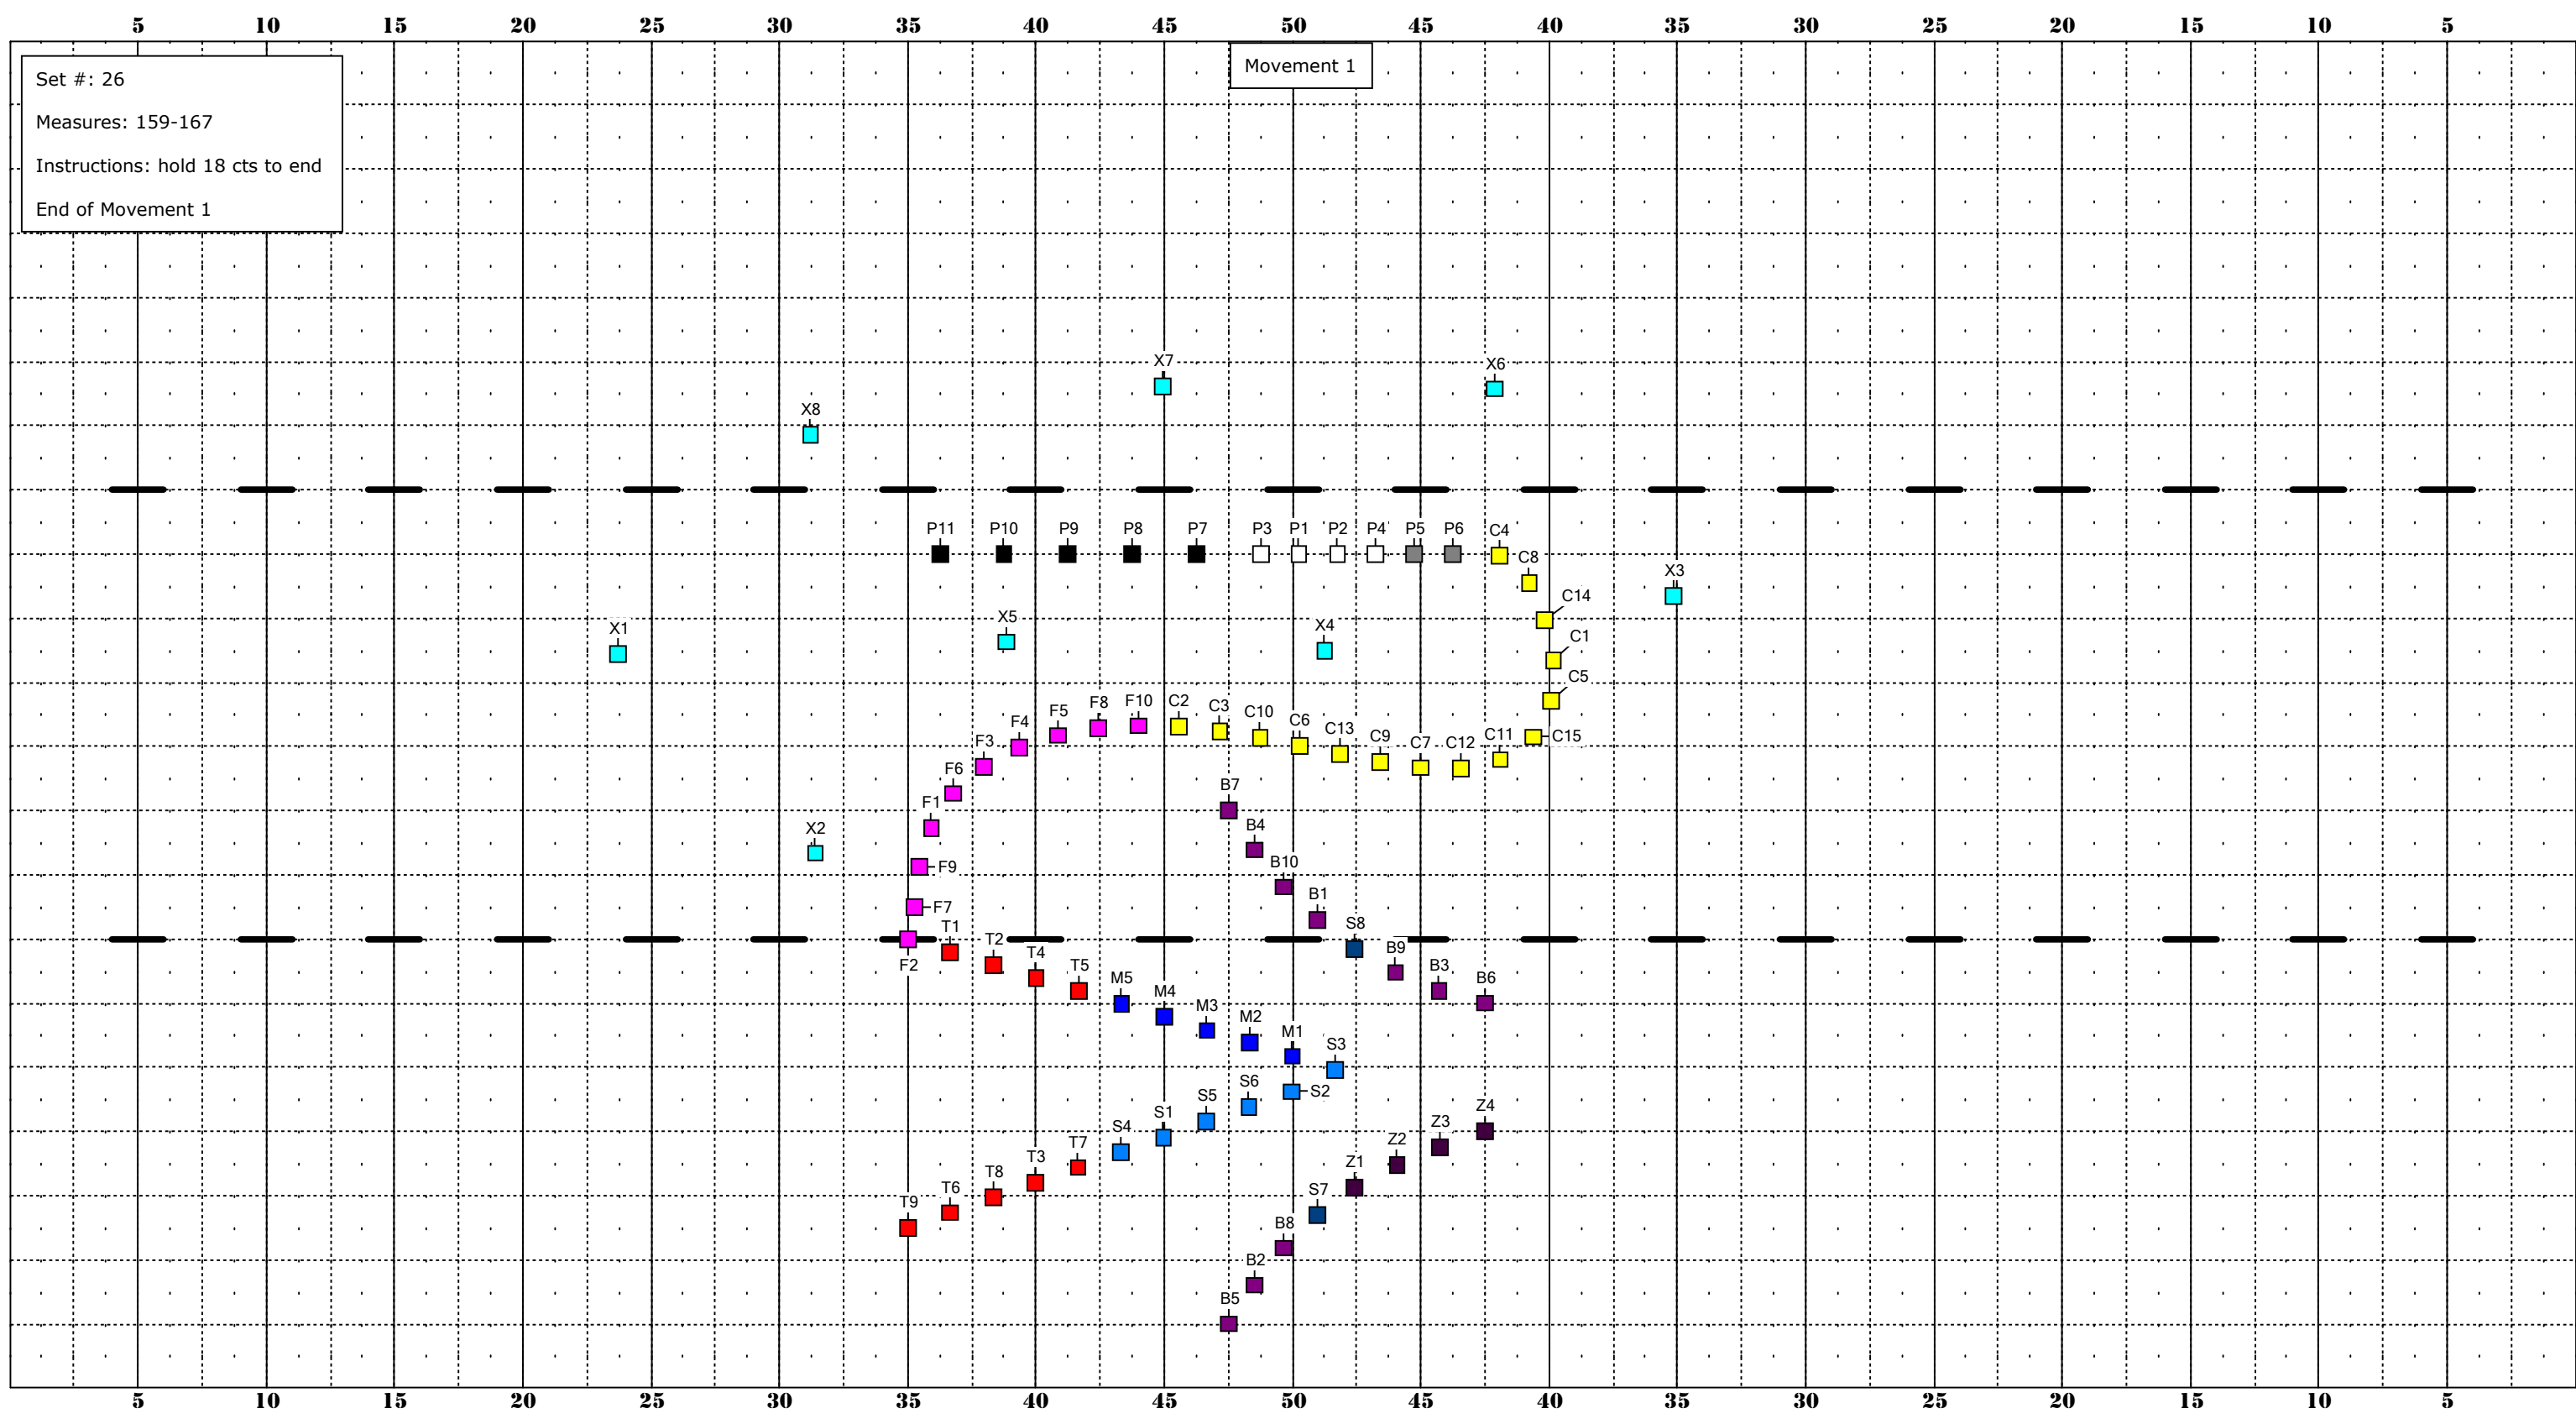 5 10 15 20 25 30 35 40 45 50 45 40 35 30 25 20 15 10 5
Movement 1
Set #: 26
Measures: 159-167
Instructions: hold 18 cts to end
End of Movement 1
X7 X6
X8
P11 P10 P9 P8 P7 P3 P1 P2 P4 P5 P6 C4
C8
X3
C14
X1 X5 X4 C1
C5
F8 F10 C2
F5 C3
F4 C10 C6
C13
C15
F3 C9 C7 C12 C11
F6 B7
F1
B4
X2
B10
F9
F7
B1
T1 S8
T2 B9
F2 T4
T5 M5 B3 B6
M4
M3
M2
M1
S3
S6 S2
S5
S1 Z4
S4 Z3
T7 Z2
T3 Z1
T8
T6 S7
T9
B8
B2
B5
5 10 15 20 25 30 35 40 45 50 45 40 35 30 25 20 15 10 5